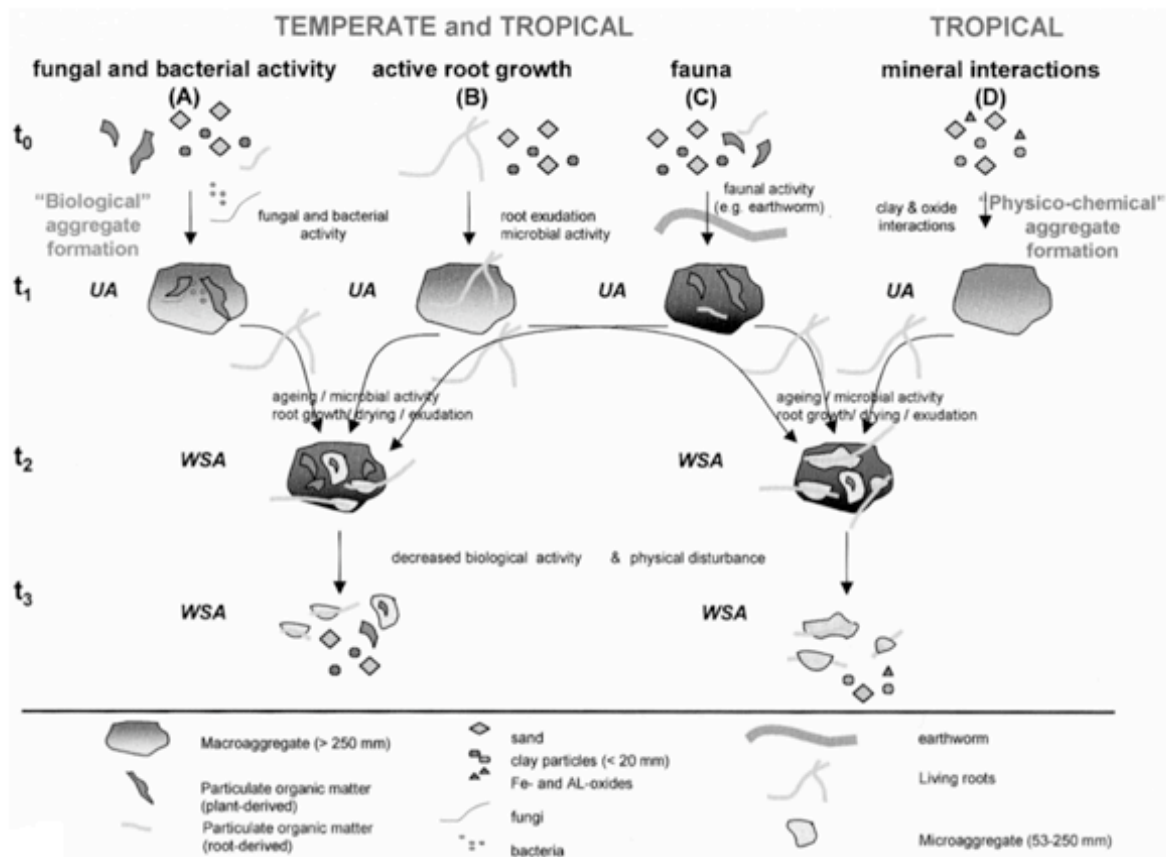 TEMPERATE and TROPICAL
TROPICAL
fungal and bacterial activity
(A)
active root growth
(B)
fauna
(C)
mineral interactions
(D)
t0
"Biological"
aggregate
formation
fungal and bacterial
activity
root exudation
microbial activity
faunal activity
(e.g. earthworm)
clay & oxide
interactions
"Physico-chemical"
aggregate
formation
t1
UA
UA
UA
UA
ageing / microbial activity
root growth/ drying / exudation
ageing / microbial activity
root growth/ drying / exudation
t2
WSA
WSA
decreased biological activity & physical disturbance
t3
WSA
WSA
Macroaggregate (> 250 mm)
Particulate organic matter
(plant-derived)
Particulate organic matter
(root-derived)
sand
clay particles (< 20 mm)
Fe- and AL-oxides
fungi
bacteria
earthworm
Living roots
Microaggregate (53-250 mm)